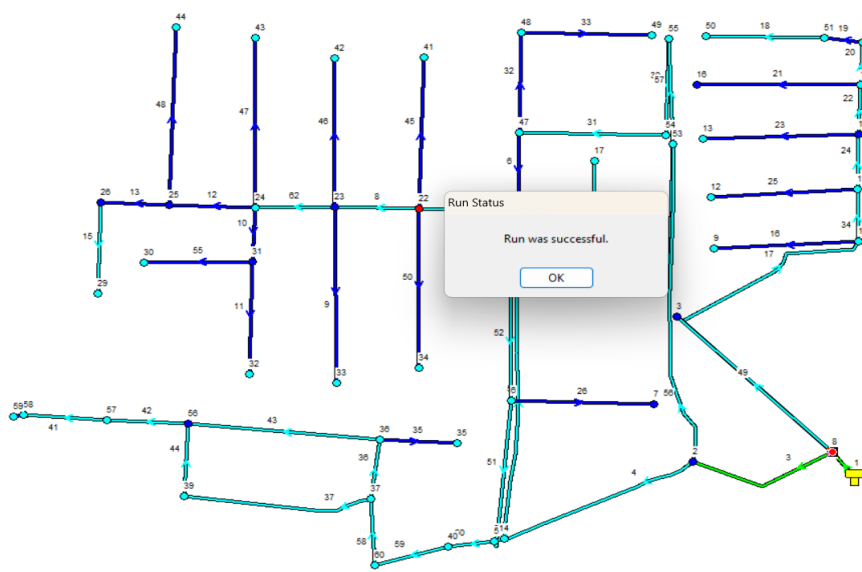 44 43 48 33 49 55 50 18 51 19
42 41 20
32 57 16 21 22
48 47 46 45
47 31 54 53 13 23
6 17 24
26 13 25 12 24 62 23 8 22 12 25
Run Status
10 34
15 Run was successful.
30 55 31 9 16
17
OK
29
11 9 50 3
52
32 33 34
49
26 7 56
59 58 57 42 56 43
41 36 35 35 8
44 36 51 2 3 1
39 37 37 4
58 59 40 14
60